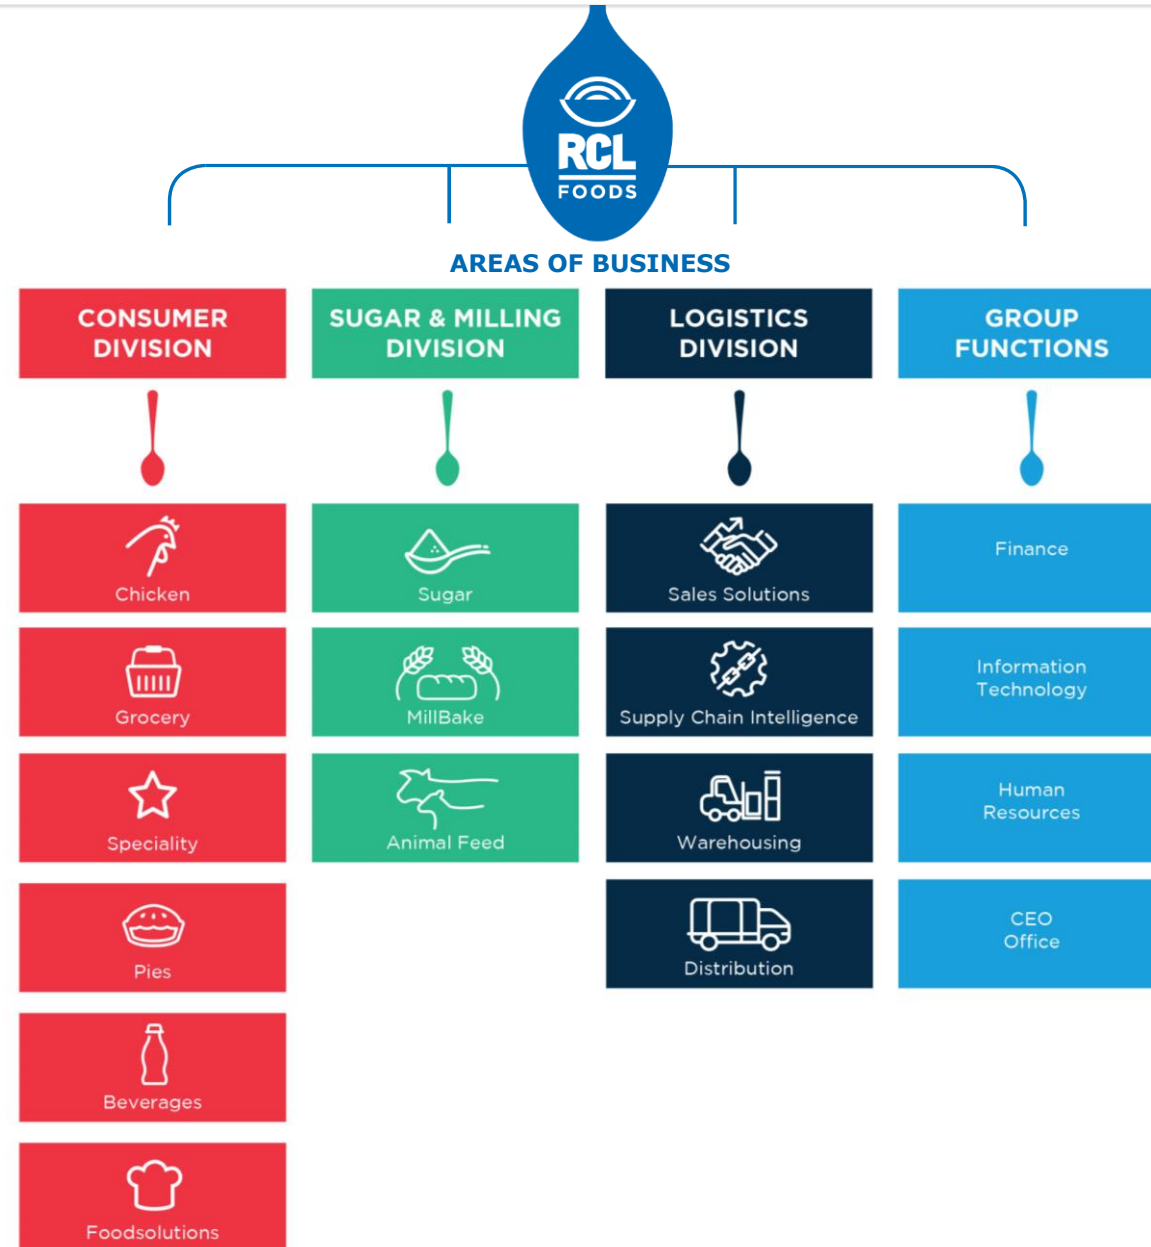 RCL
FOODS
AREAS OF BUSINESS
CONSUMER
DIVISION
Chicken
Grocery
Speciality
Pies
Beverages
Foodsolutions
SUGAR & MILLING
DIVISION
Sugar
MillBake
Animal Feed
LOGISTICS
DIVISION
Sales Solutions
Supply Chain Intelligence
Warehousing
Distribution
GROUP
FUNCTIONS
Finance
Information
Technology
Human
Resources
CEO
Office